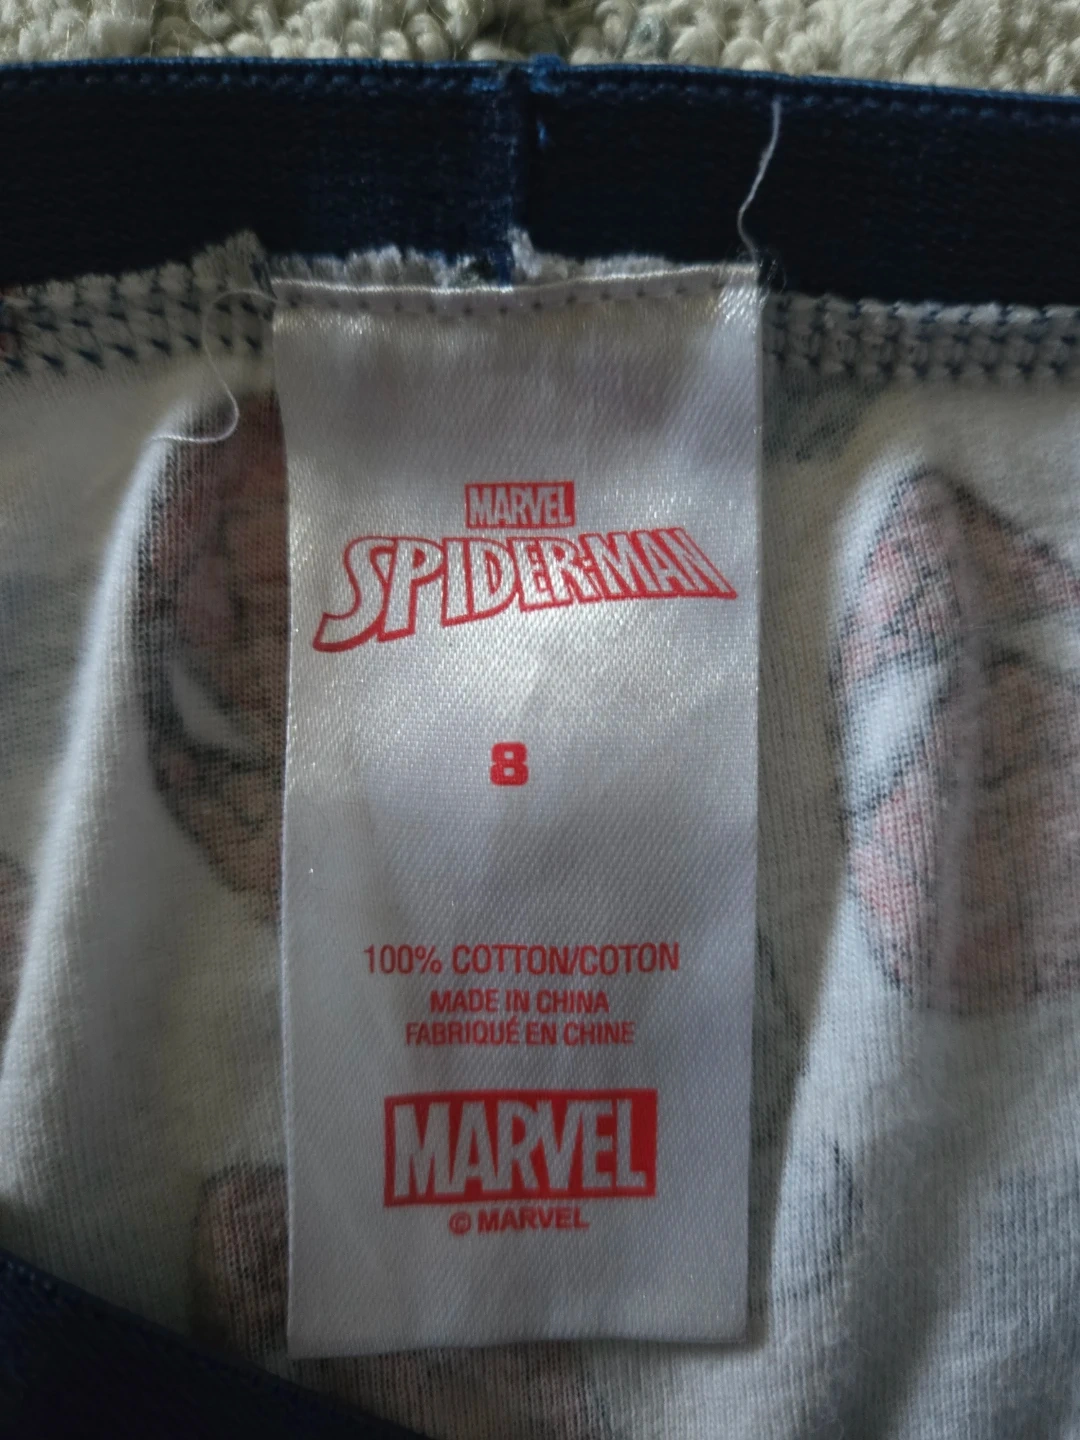 MARVEL
SPIDER-MAN
8
100% COTTON/COTON
MADE IN CHINA
FABRIQUÉ EN CHINE
MARVEL
© MARVEL